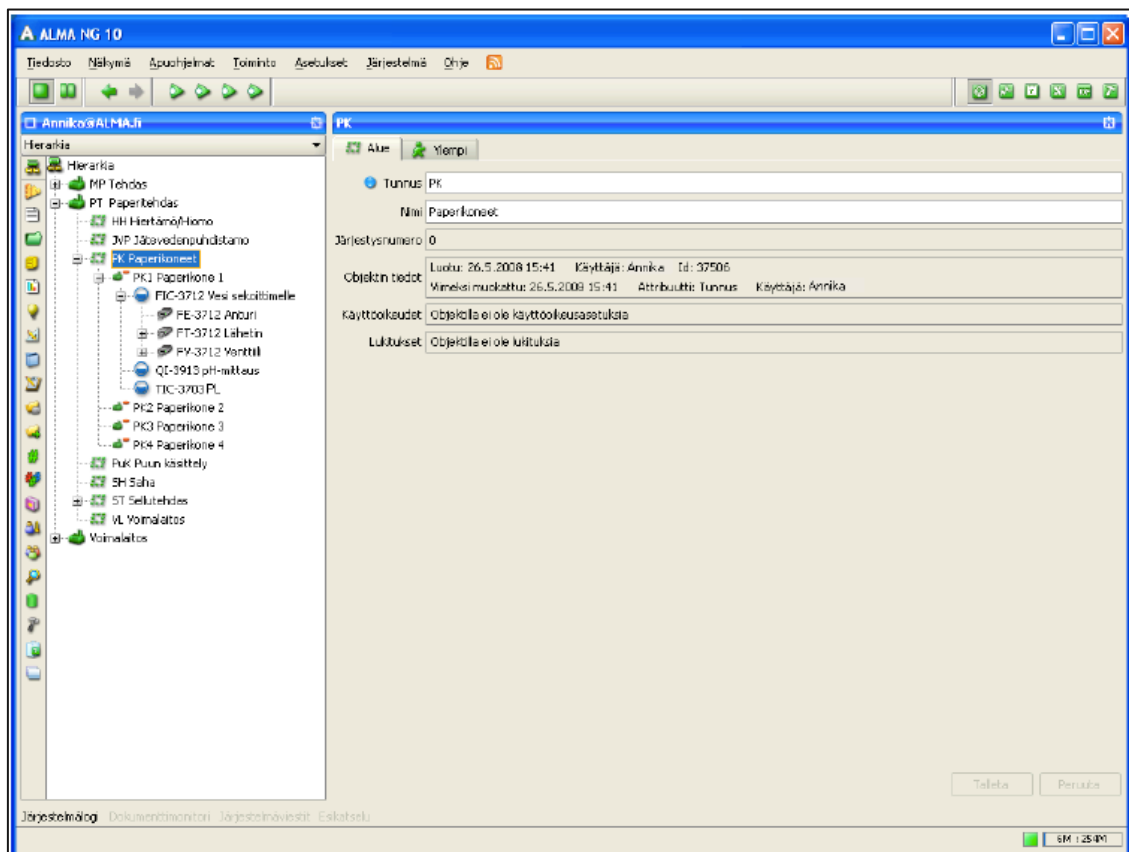 ALMA NG 10
Tiedosto Näkymä Apuohjelmat Toiminto Asetukset Järjestelmä Ohje
Annika@ALMA.fi
Hierarkia
Hierarkia
MP Tehdas
PT Paperitehdas
HH Hiertämö/Hiomo
JVP Jätevedenpuhdistamo
PK Paperikoneet
PK1 Paperikone 1
FIC-3712 Vesi sekoittimelle
FE-3712 Anturi
FT-3712 Lähetin
FV-3712 Venttiili
QI-3913 pH-mittaus
TIC-3703 PL
PK2 Paperikone 2
PK3 Paperikone 3
PK4 Paperikone 4
PuK Puun käsittely
SH Saha
ST Sellutehdas
VL Voimalaitos
Voimalaitos
PK
Alue Ylempi
Tunnus PK
Nimi Paperikoneet
Järjestysnumero 0
Objektin tiedot Luotu: 26.5.2008 15:41 Käyttäjä: Annika Id: 37506
Viimeksi muokattu: 26.5.2008 15:41 Attribuutti: Tunnus Käyttäjä: Annika
Käyttöoikeudet Objektilla ei ole käyttöoikeusasetuksia
Lukitukset Objektilla ei ole lukituksia
Talleta Peruuta
Järjestelmälogi Dokumenttimonitori Järjestelmäviestit Esikatselu
6M : 254M